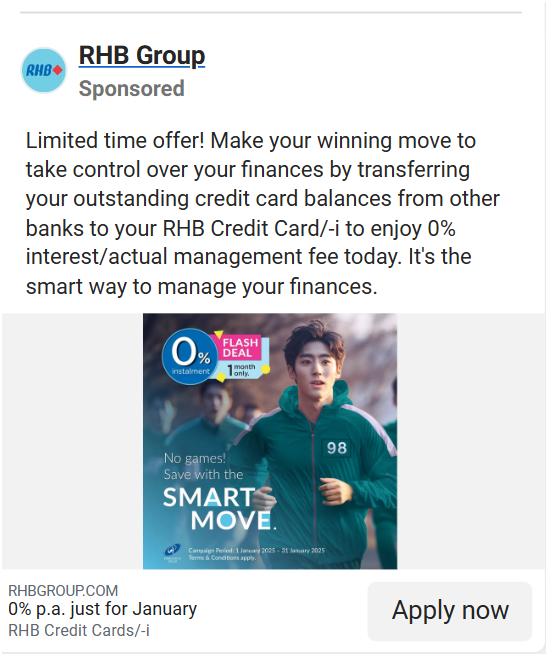 RHB Group
RHB
Sponsored
Limited time offer! Make your winning move to
take control over your finances by transferring
your outstanding credit card balances from other
banks to your RHB Credit Card/-i to enjoy 0%
interest/actual management fee today. It's the
smart way to manage your finances.
0%
instalment
FLASH
DEAL
1 month
only.
98
No games!
Save with the
SMART
MOVE.
Campaign Period: 1 January 2025 - 31 January 2025
Terms & Conditions apply.
RHBGROUP.COM
0% p.a. just for January
RHB Credit Cards/-i
Apply now